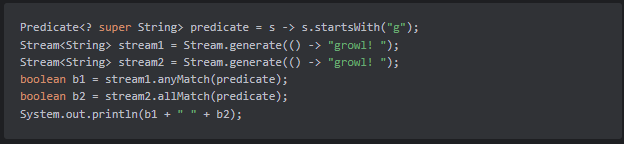 Predicate<? super String> predicate = s -> s.startsWith("g");
Stream<String> stream1 = Stream.generate(() -> "growl! ");
Stream<String> stream2 = Stream.generate(() -> "growl! ");
boolean b1 = stream1.anyMatch(predicate);
boolean b2 = stream2.allMatch(predicate);
System.out.println(b1 + " " + b2);